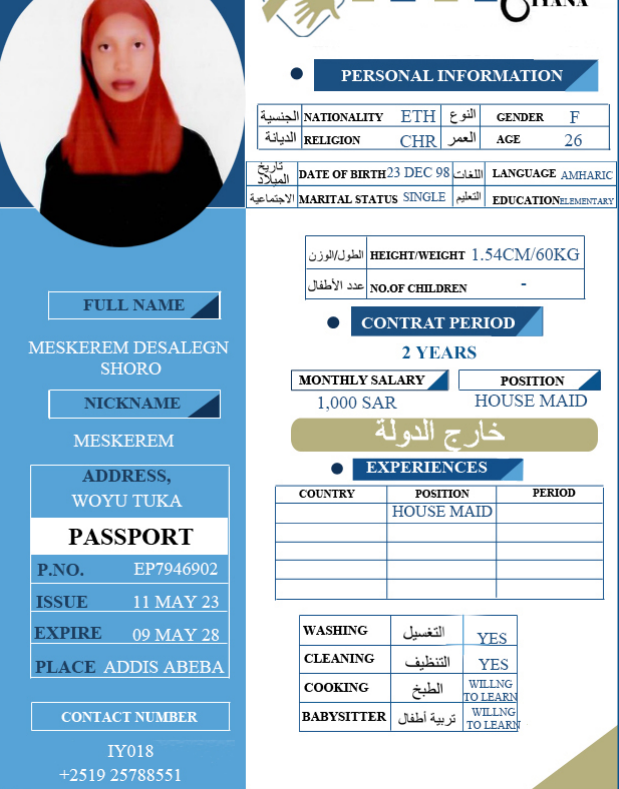 IYANA
PERSONAL INFORMATION
الجنسية NATIONALITY ETH النوع GENDER F
الديانة RELIGION CHR العمر AGE 26
تاريخ الميلاد DATE OF BIRTH 23 DEC 98 اللغات LANGUAGE AMHARIC
الاجتماعية MARITAL STATUS SINGLE التعليم EDUCATION ELEMENTARY
الطول/الوزن HEIGHT/WEIGHT 1.54CM/60KG
عدد الأطفال NO.OF CHILDREN -
FULL NAME
MESKEREM DESALEGN
SHORO
NICKNAME
MESKEREM
ADDRESS,
WOYU TUKA
PASSPORT
P.NO. EP7946902
ISSUE 11 MAY 23
EXPIRE 09 MAY 28
PLACE ADDIS ABEBA
CONTACT NUMBER
IY018
+2519 25788551
CONTRAT PERIOD
2 YEARS
MONTHLY SALARY POSITION
1,000 SAR HOUSE MAID
خارج الدولة
EXPERIENCES
COUNTRY POSITION PERIOD
HOUSE MAID
WASHING التغسيل YES
CLEANING التنظيف YES
COOKING الطبخ WILLNG
TO LEARN
BABYSITTER تربية أطفال WILLNG
TO LEARN